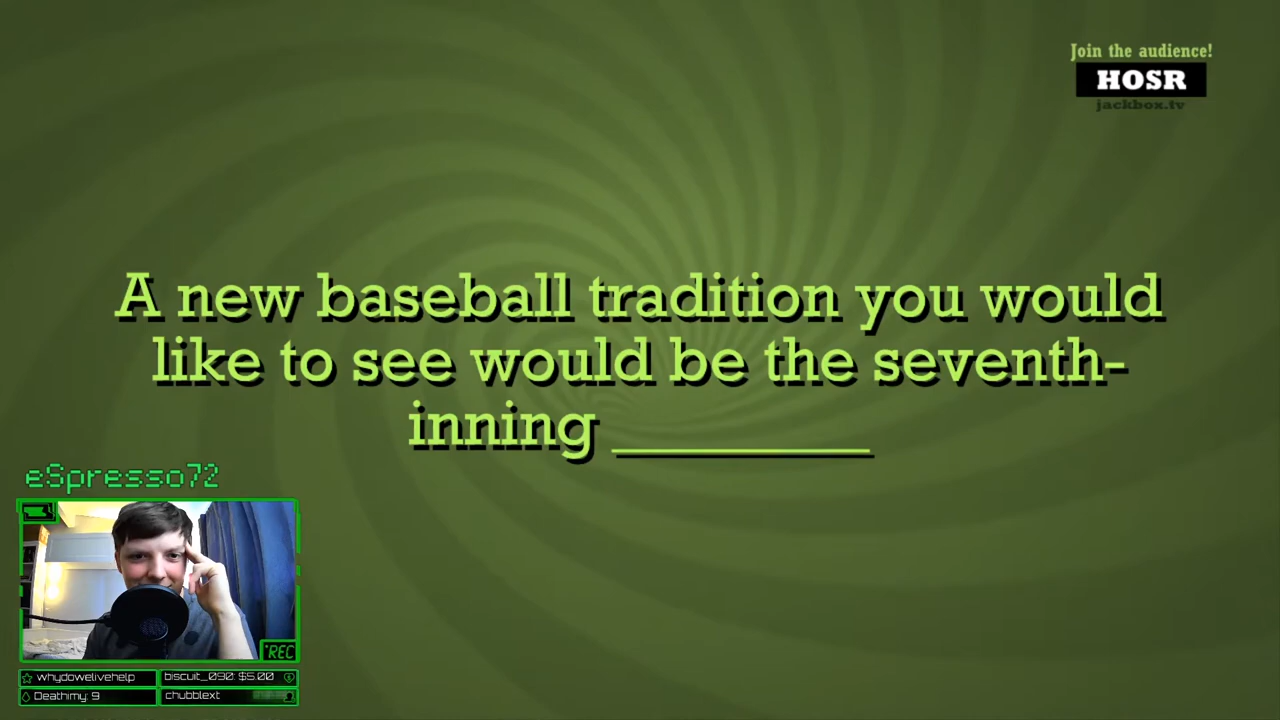 Join the audience!
HOSR
jackbox.tv
A new baseball tradition you would
like to see would be the seventh-
inning __________
eSpresso72
REC
whydowelivehelp
biscuit_090: $5.00
Deathimy: 9
chubblext